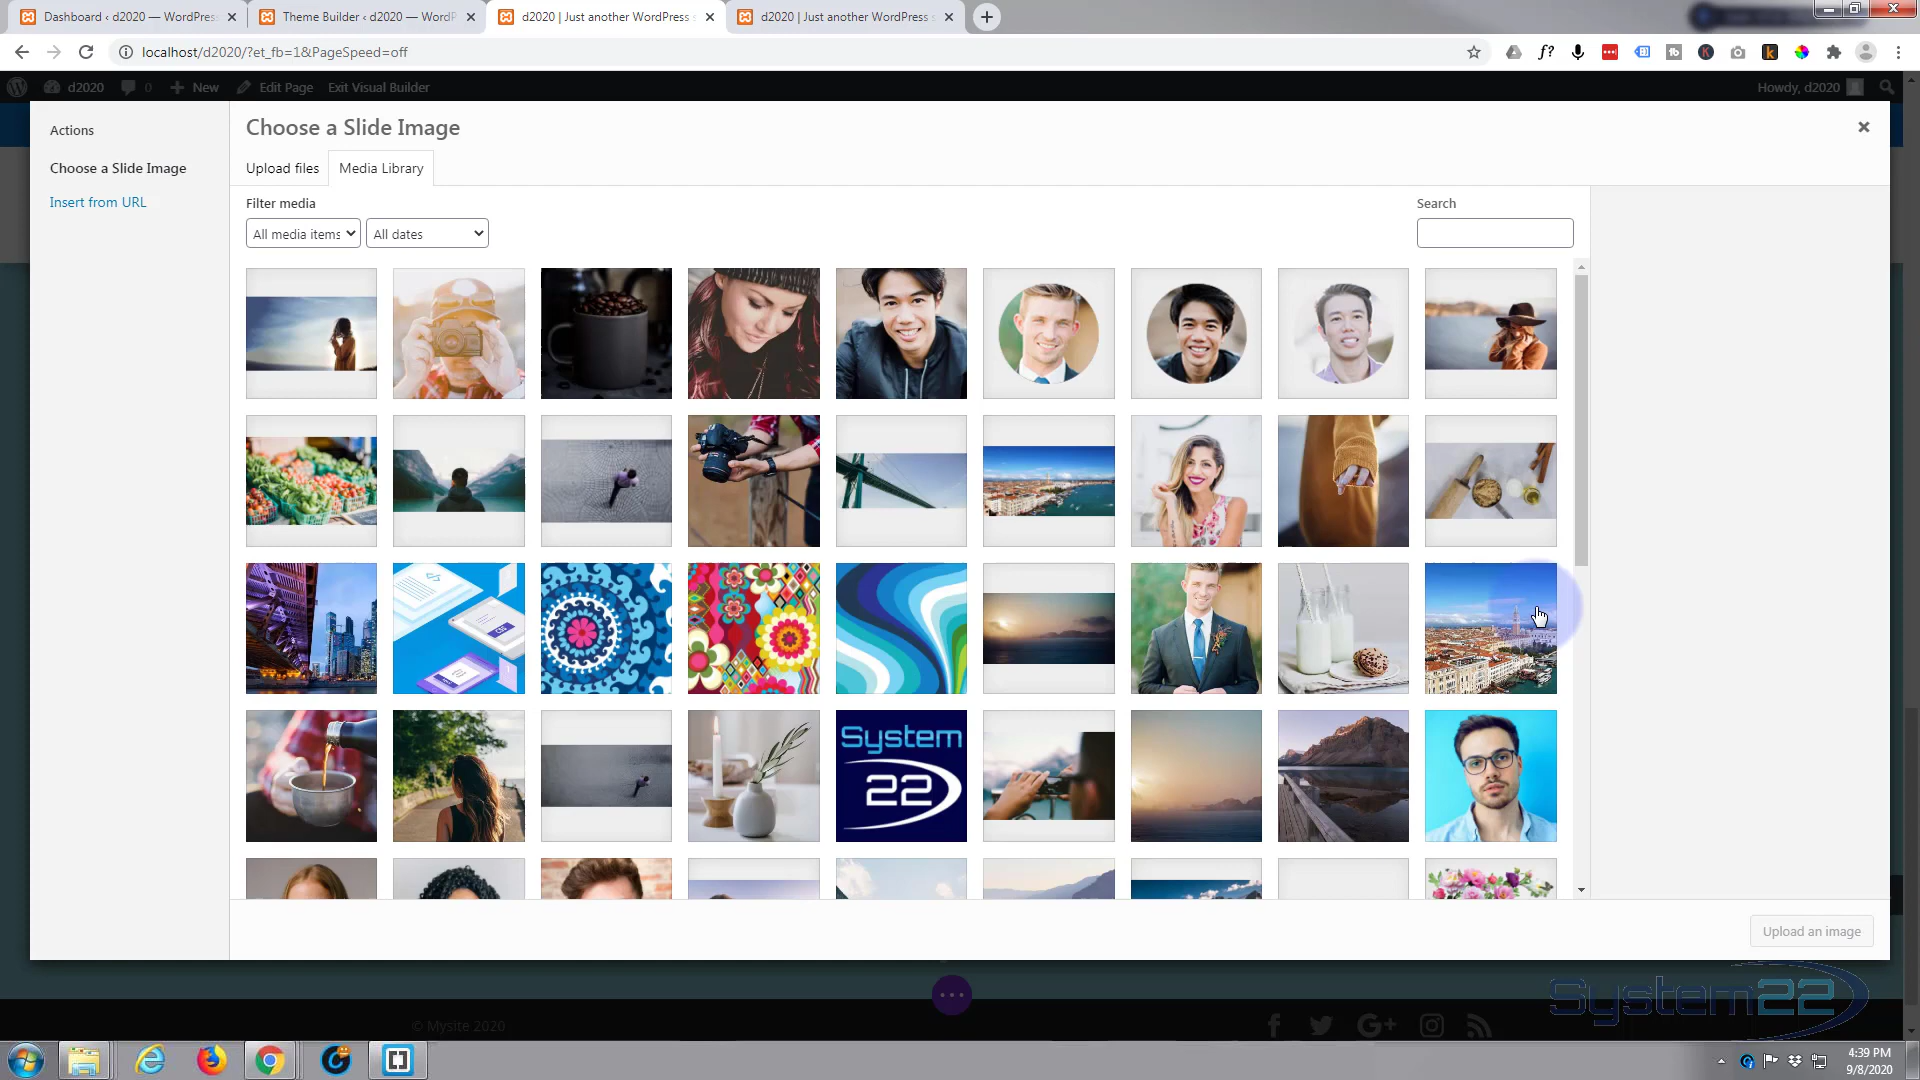 Dashboard ‹ d2020 — WordPress
Theme Builder ‹ d2020 — WordP
d2020 | Just another WordPress s
d2020 | Just another WordPress s
localhost/d2020/?et_fb=1&PageSpeed=off
d2020
0
New
Edit Page
Exit Visual Builder
Howdy, d2020
Actions
Choose a Slide Image
Insert from URL
Choose a Slide Image
Upload files
Media Library
Filter media
All media items
All dates
Search
System
22
Upload an image
© Mysite 2020
System22
4:39 PM
9/8/2020